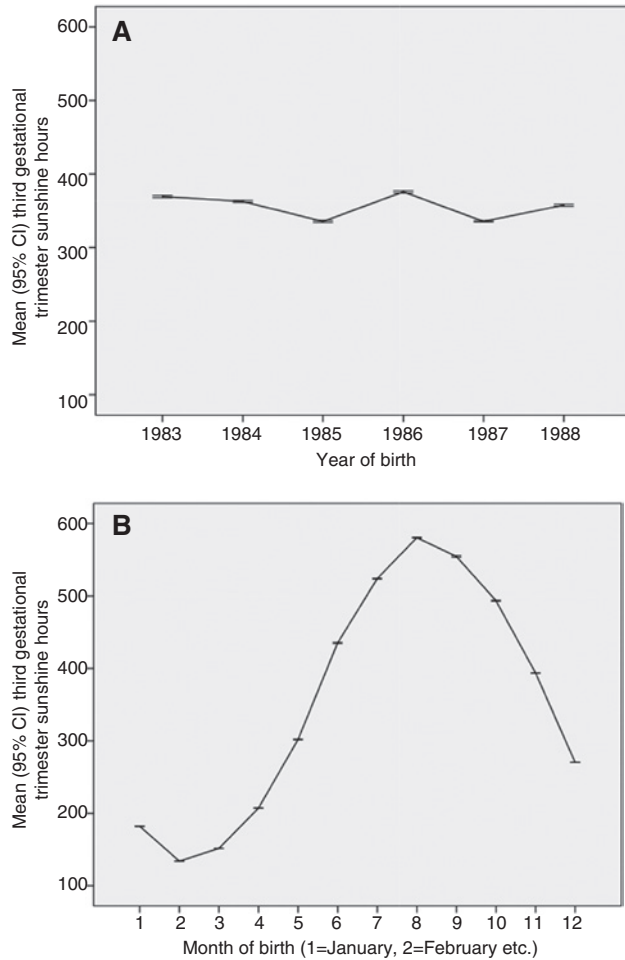 A
600
500
400
300
200
100
Mean (95% CI) third gestational
trimester sunshine hours
1983 1984 1985 1986 1987 1988
Year of birth
B
600
500
400
300
200
100
Mean (95% CI) third gestational
trimester sunshine hours
1 2 3 4 5 6 7 8 9 10 11 12
Month of birth (1=January, 2=February etc.)